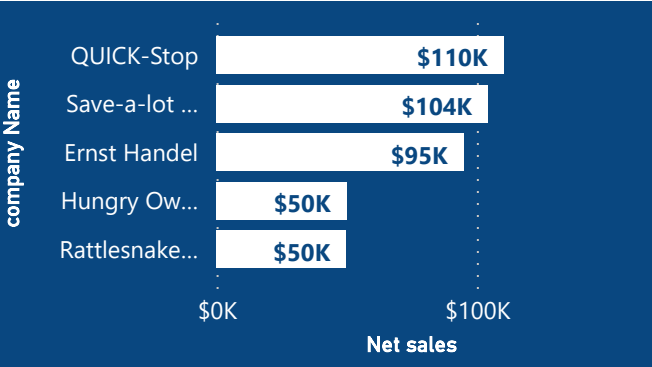 company Name
QUICK-Stop $110K
Save-a-lot ... $104K
Ernst Handel $95K
Hungry Ow... $50K
Rattlesnake... $50K
$0K $100K
Net sales